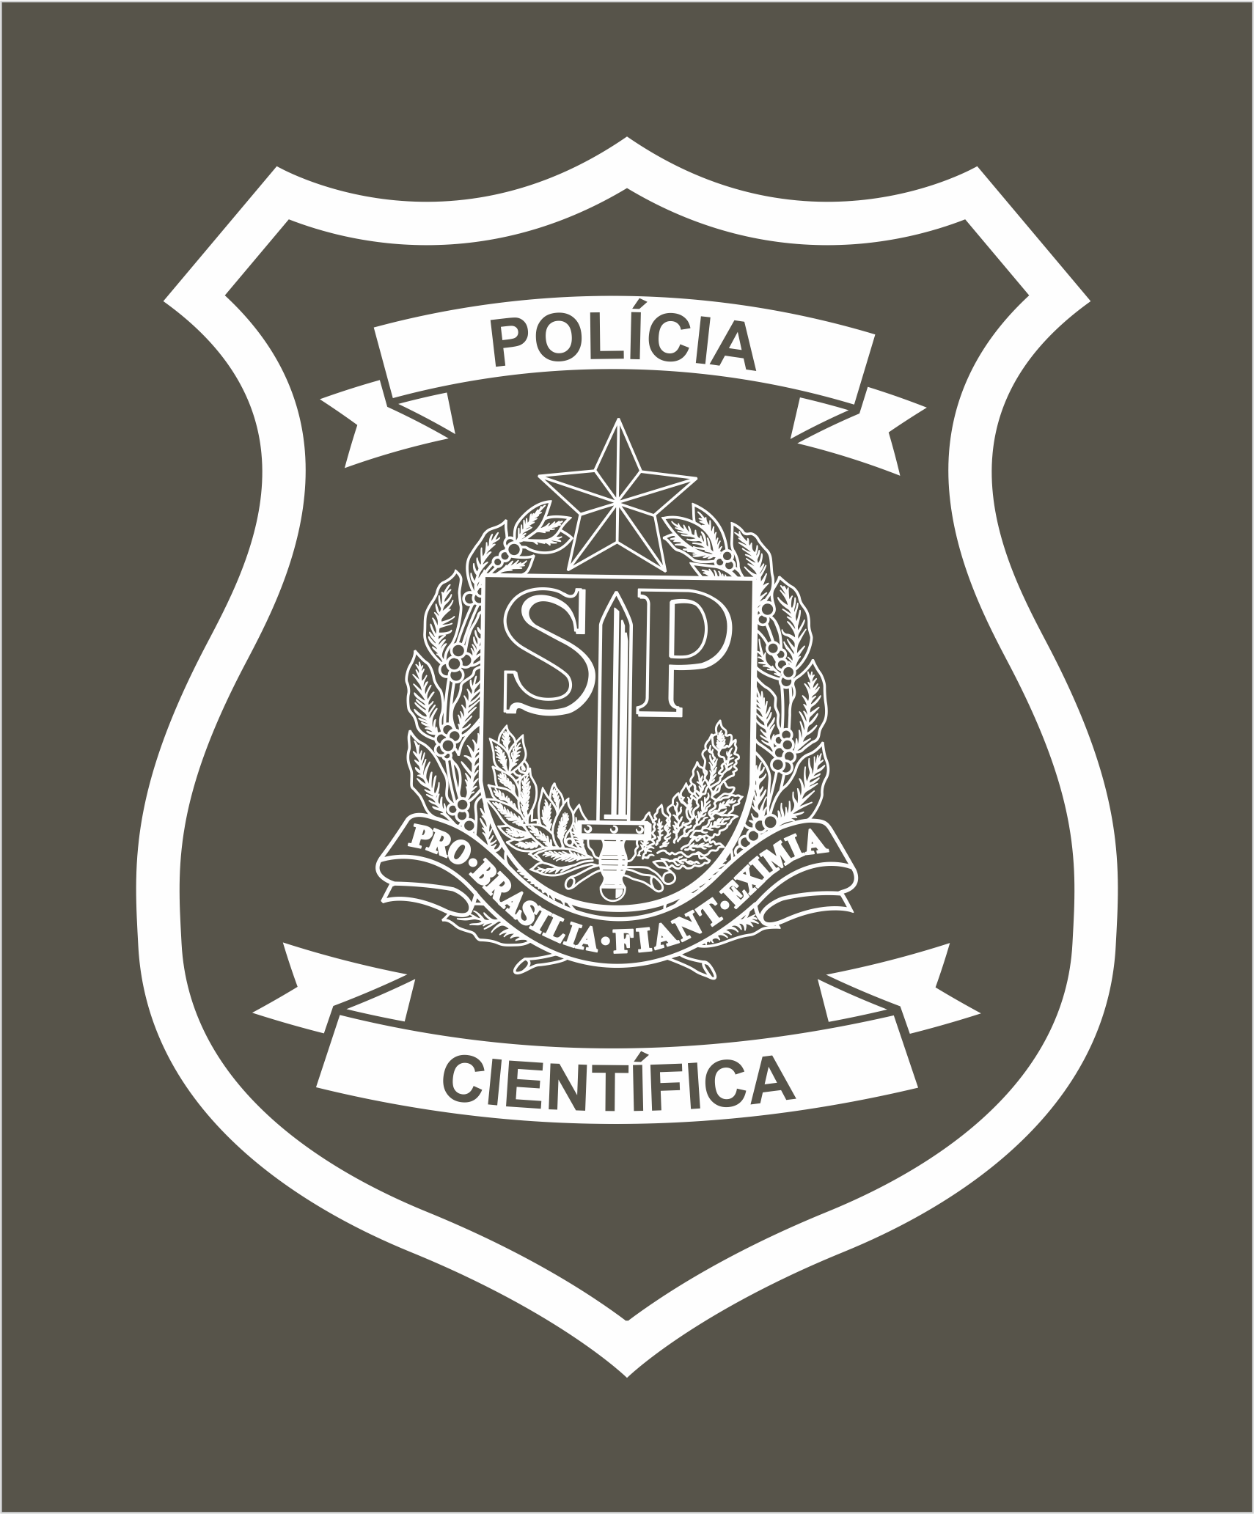 POLÍCIA
SP
PRO·BRASILIA·FIANT·EXIMIA
CIENTÍFICA